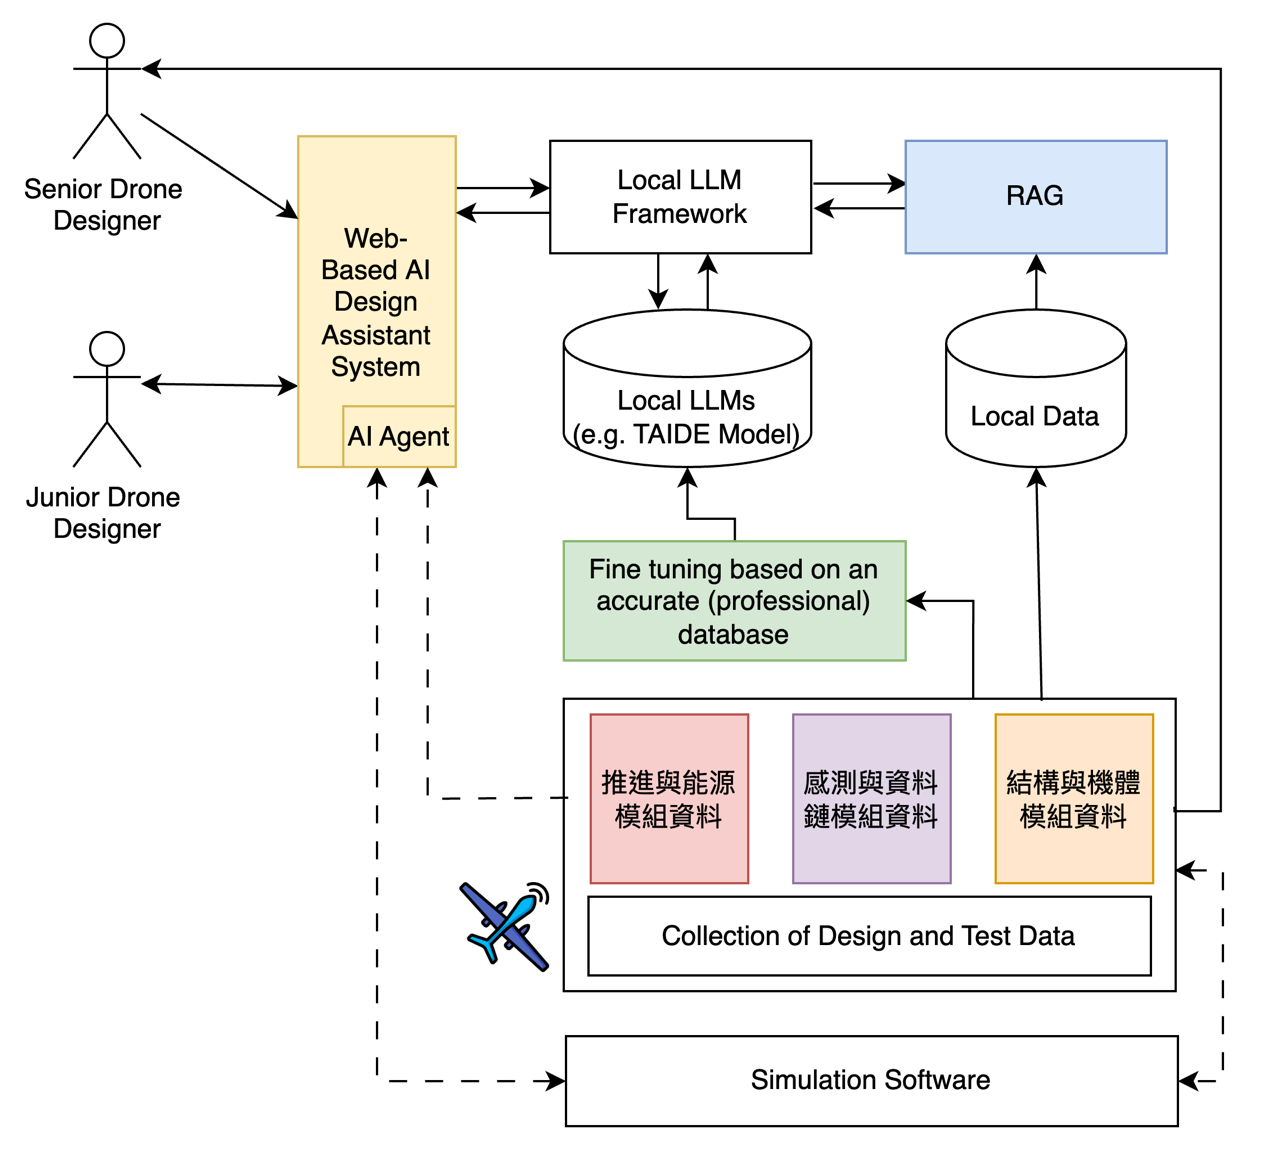 Senior Drone
Designer
Web-
Based AI
Design
Assistant
System
AI Agent
Local LLM
Framework
RAG
Junior Drone
Designer
Local LLMs
(e.g. TAIDE Model)
Local Data
Fine tuning based on an
accurate (professional)
database
推進與能源
模組資料
感測與資料
鏈模組資料
結構與機體
模組資料
Collection of Design and Test Data
Simulation Software